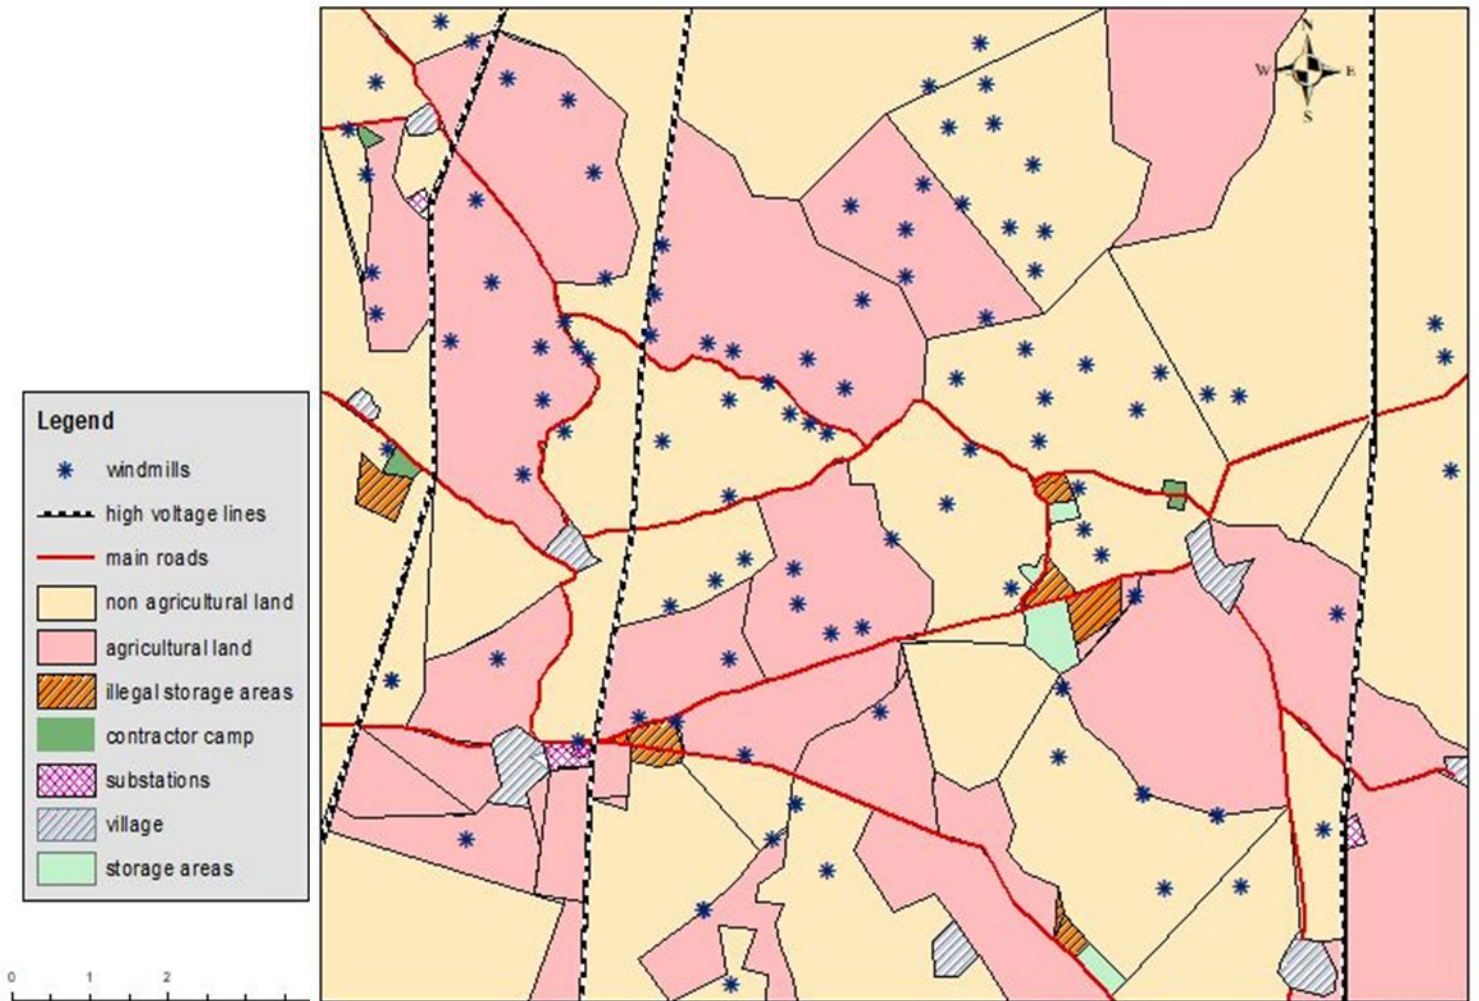 N
W E
S
Legend
windmills
high voltage lines
main roads
non agricultural land
agricultural land
illegal storage areas
contractor camp
substations
village
storage areas
0 1 2